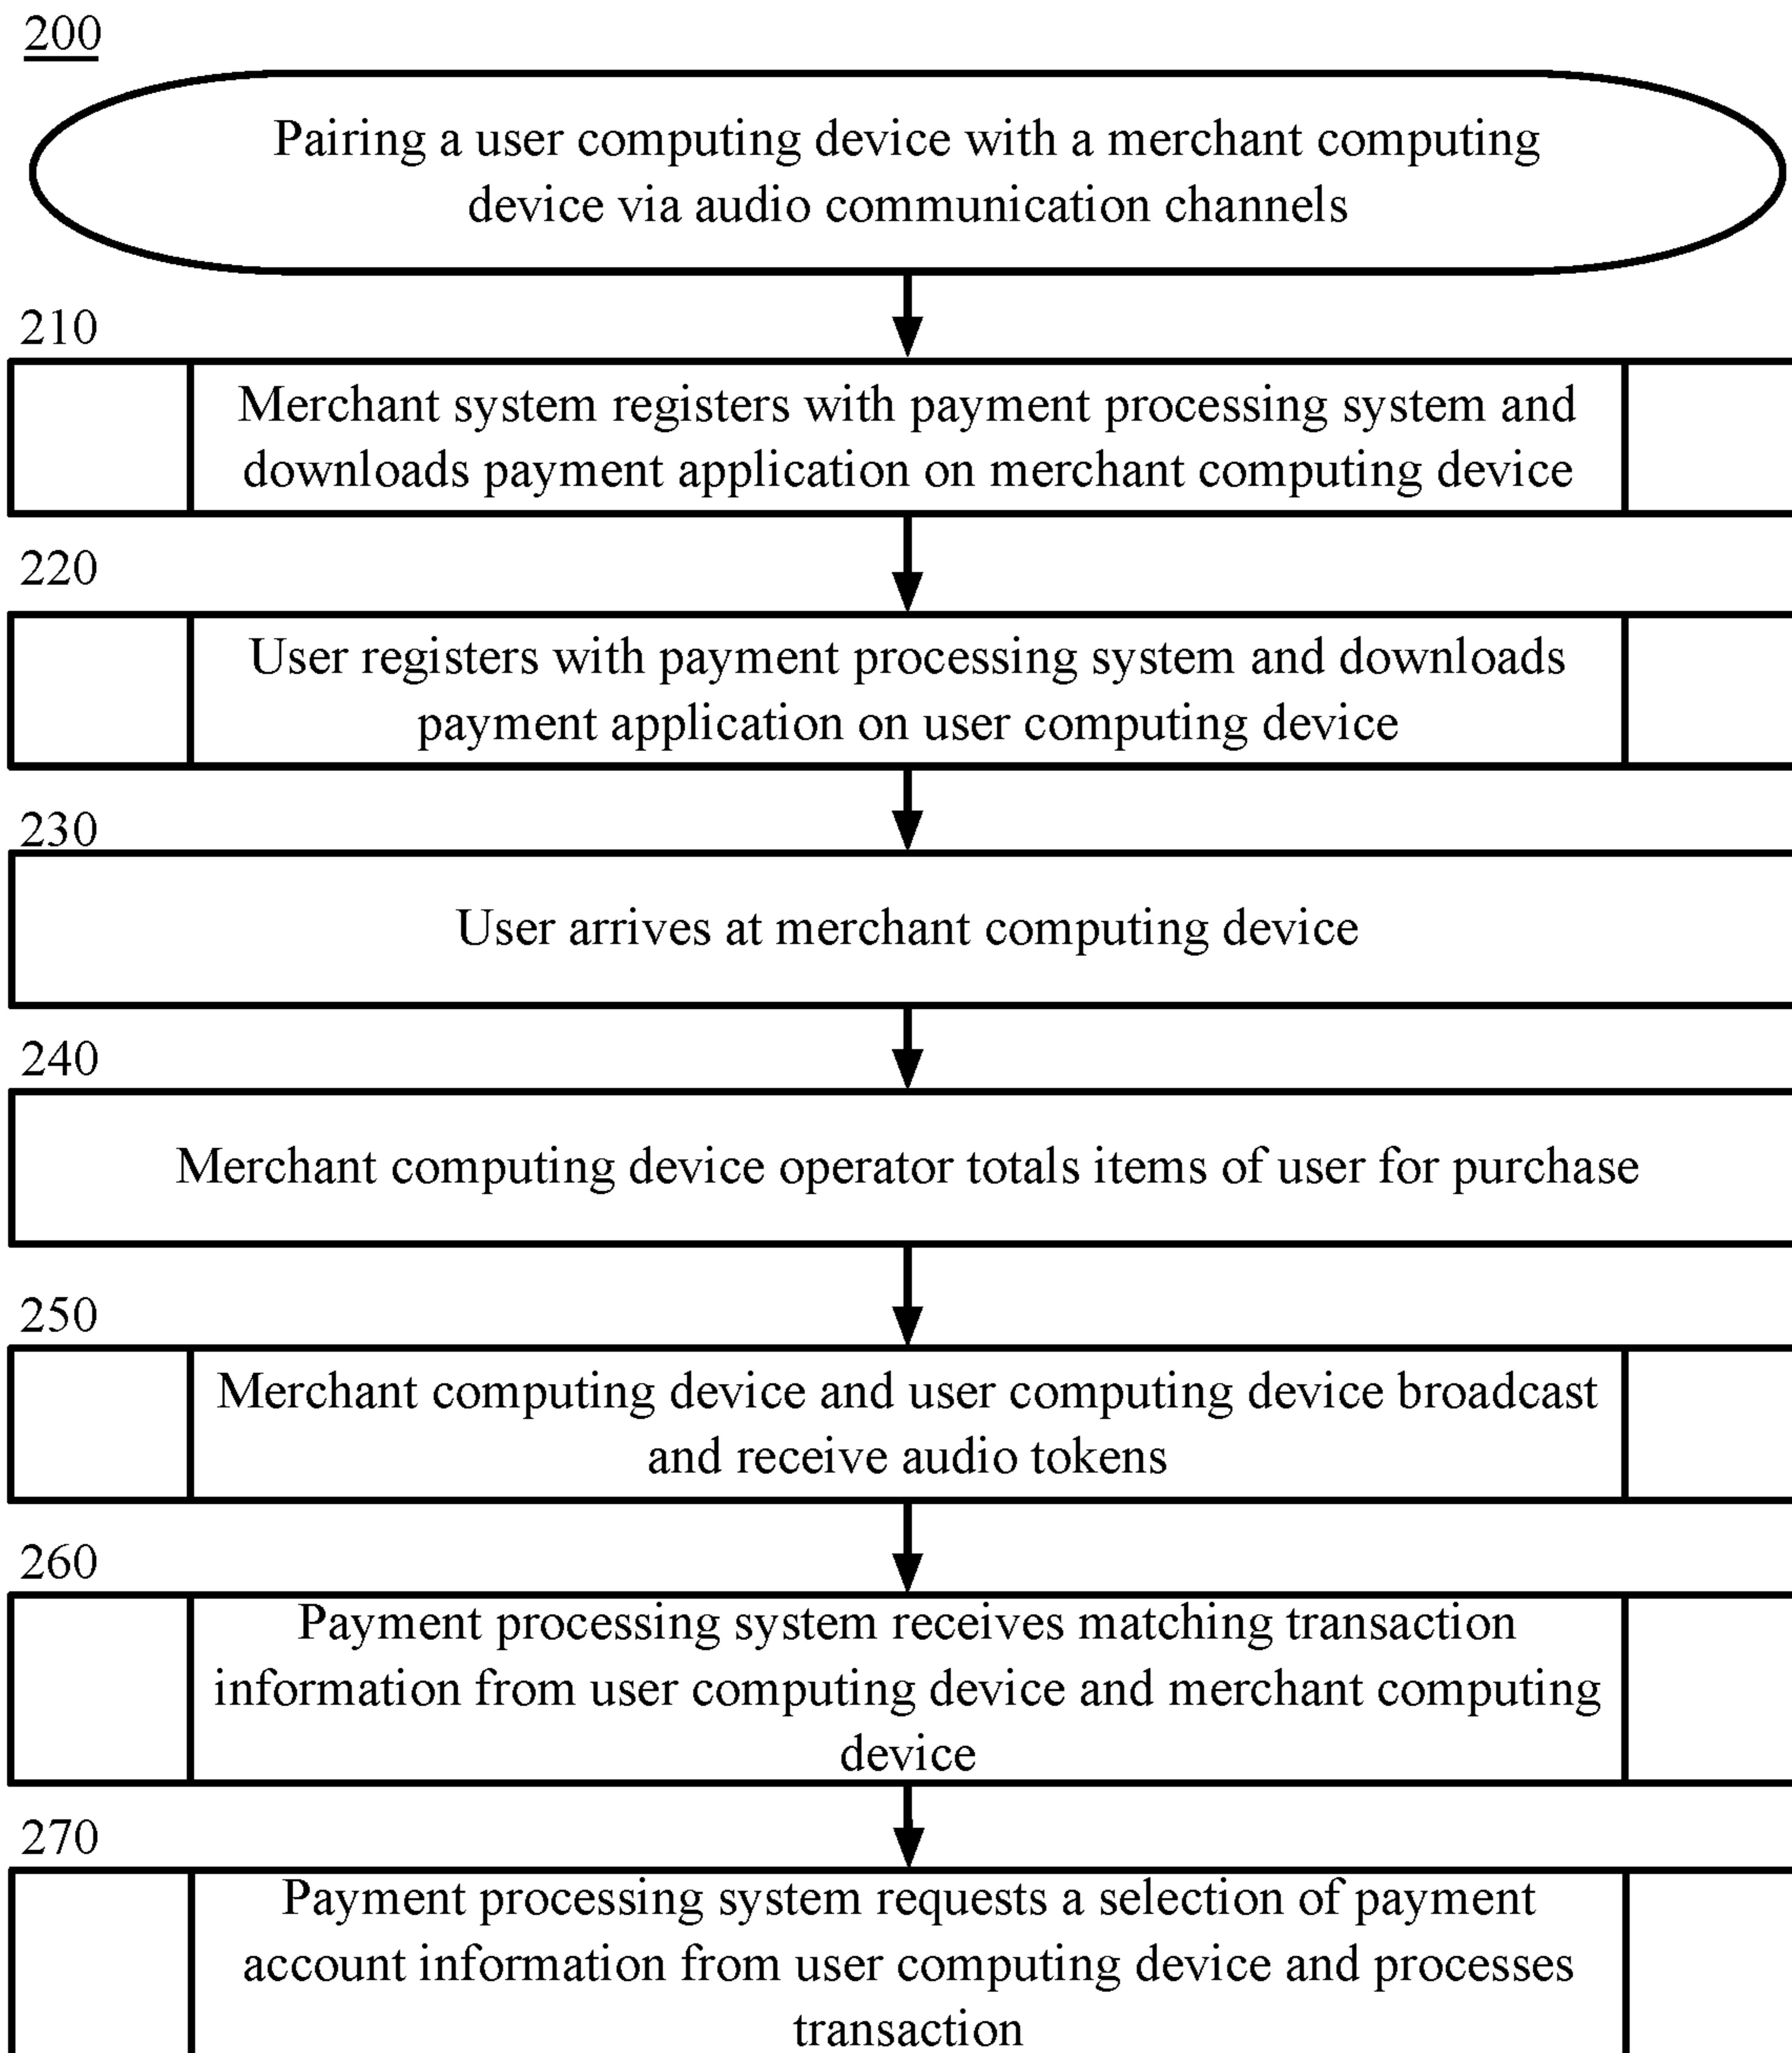 200
Pairing a user computing device with a merchant computing
device via audio communication channels
210
Merchant system registers with payment processing system and
downloads payment application on merchant computing device
220
User registers with payment processing system and downloads
payment application on user computing device
230
User arrives at merchant computing device
240
Merchant computing device operator totals items of user for purchase
250
Merchant computing device and user computing device broadcast
and receive audio tokens
260
Payment processing system receives matching transaction
information from user computing device and merchant computing
device
270
Payment processing system requests a selection of payment
account information from user computing device and processes
transaction